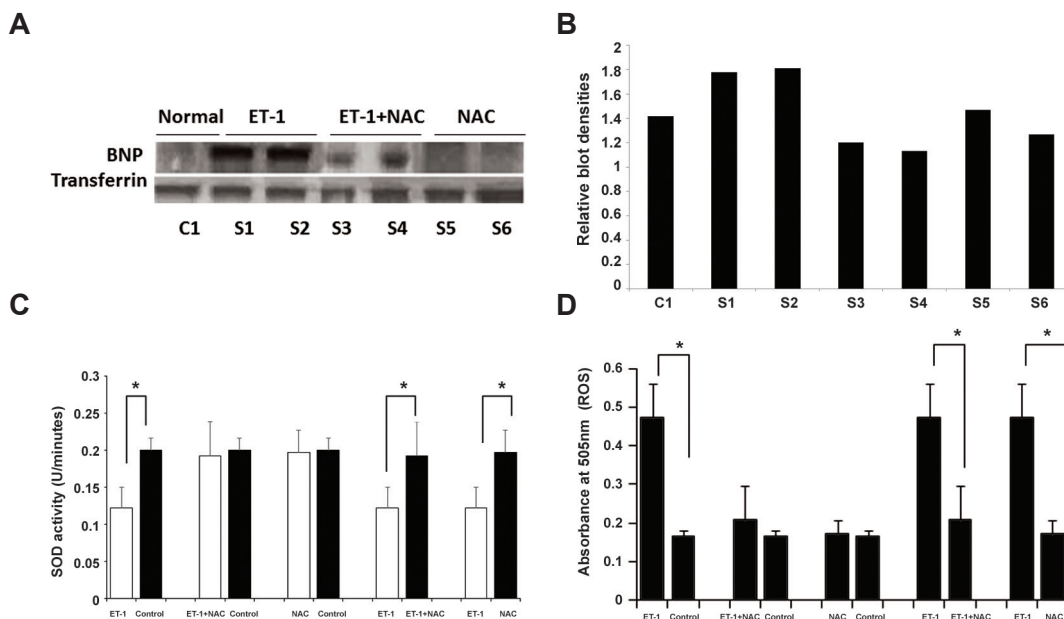 A
Normal ET-1 ET-1+NAC NAC
BNP
Transferrin
C1 S1 S2 S3 S4 S5 S6
B
Relative blot densities
2
1.8
1.6
1.4
1.2
1
0.8
0.6
0.4
0.2
0
C1 S1 S2 S3 S4 S5 S6
C
SOD activity (U/minutes)
0.3
0.25
0.2
0.15
0.1
0.05
0
* * *
ET-1 Control ET-1+NAC Control NAC Control ET-1 ET-1+NAC ET-1 NAC
D
Absorbance at 505nm (ROS)
0.6
0.5
0.4
0.3
0.2
0.1
0
* * *
ET-1 Control ET-1+NAC Control NAC Control ET-1 ET-1+NAC ET-1 NAC